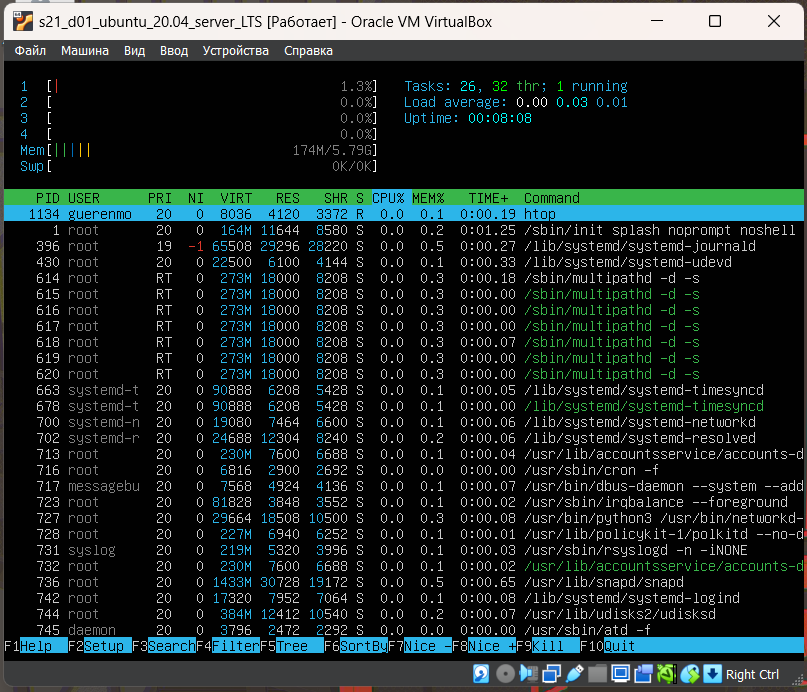 s21_d01_ubuntu_20.04_server_LTS [Работает] - Oracle VM VirtualBox
Файл Машина Вид Ввод Устройства Справка
1 [| 1.3%] Tasks: 26, 32 thr; 1 running
2 [ 0.0%] Load average: 0.00 0.03 0.01
3 [ 0.0%] Uptime: 00:08:08
4 [ 0.0%]
Mem[||||| 174M/5.79G]
Swp[ 0K/0K]
PID USER PRI NI VIRT RES SHR S CPU% MEM% TIME+ Command
1134 guerenmo 20 0 8036 4120 3372 R 0.0 0.1 0:00.19 htop
1 root 20 0 164M 11644 8580 S 0.0 0.2 0:01.25 /sbin/init splash noprompt noshell
396 root 19 -1 65508 29296 28220 S 0.0 0.5 0:00.27 /lib/systemd/systemd-journald
430 root 20 0 22500 6100 4144 S 0.0 0.1 0:00.33 /lib/systemd/systemd-udevd
614 root RT 0 273M 18000 8208 S 0.0 0.3 0:00.18 /sbin/multipathd -d -s
615 root RT 0 273M 18000 8208 S 0.0 0.3 0:00.00 /sbin/multipathd -d -s
616 root RT 0 273M 18000 8208 S 0.0 0.3 0:00.00 /sbin/multipathd -d -s
617 root RT 0 273M 18000 8208 S 0.0 0.3 0:00.00 /sbin/multipathd -d -s
618 root RT 0 273M 18000 8208 S 0.0 0.3 0:00.07 /sbin/multipathd -d -s
619 root RT 0 273M 18000 8208 S 0.0 0.3 0:00.00 /sbin/multipathd -d -s
620 root RT 0 273M 18000 8208 S 0.0 0.3 0:00.00 /sbin/multipathd -d -s
663 systemd-t 20 0 90888 6208 5428 S 0.0 0.1 0:00.05 /lib/systemd/systemd-timesyncd
678 systemd-t 20 0 90888 6208 5428 S 0.0 0.1 0:00.00 /lib/systemd/systemd-timesyncd
700 systemd-n 20 0 19080 7464 6600 S 0.0 0.1 0:00.06 /lib/systemd/systemd-networkd
702 systemd-r 20 0 24688 12304 8240 S 0.0 0.2 0:00.06 /lib/systemd/systemd-resolved
713 root 20 0 230M 7600 6688 S 0.0 0.1 0:00.04 /usr/lib/accountsservice/accounts-d
716 root 20 0 6816 2900 2692 S 0.0 0.0 0:00.00 /usr/sbin/cron -f
717 messagebu 20 0 7568 4924 4136 S 0.0 0.1 0:00.07 /usr/bin/dbus-daemon --system --add
723 root 20 0 81828 3848 3552 S 0.0 0.1 0:00.02 /usr/sbin/irqbalance --foreground
727 root 20 0 29664 18508 10500 S 0.0 0.3 0:00.08 /usr/bin/python3 /usr/bin/networkd-
728 root 20 0 227M 6940 6252 S 0.0 0.1 0:00.01 /usr/lib/policykit-1/polkitd --no-d
731 syslog 20 0 219M 5320 3996 S 0.0 0.1 0:00.03 /usr/sbin/rsyslogd -n -iNONE
732 root 20 0 230M 7600 6688 S 0.0 0.1 0:00.02 /usr/lib/accountsservice/accounts-d
736 root 20 0 1433M 30728 19172 S 0.0 0.5 0:00.65 /usr/lib/snapd/snapd
742 root 20 0 17320 7952 7064 S 0.0 0.1 0:00.08 /lib/systemd/systemd-logind
744 root 20 0 384M 12412 10540 S 0.0 0.2 0:00.07 /usr/lib/udisks2/udisksd
745 daemon 20 0 3796 2472 2292 S 0.0 0.0 0:00.00 /usr/sbin/atd -f
F1Help F2Setup F3SearchF4FilterF5Tree F6SortByF7Nice -F8Nice +F9Kill F10Quit
Right Ctrl